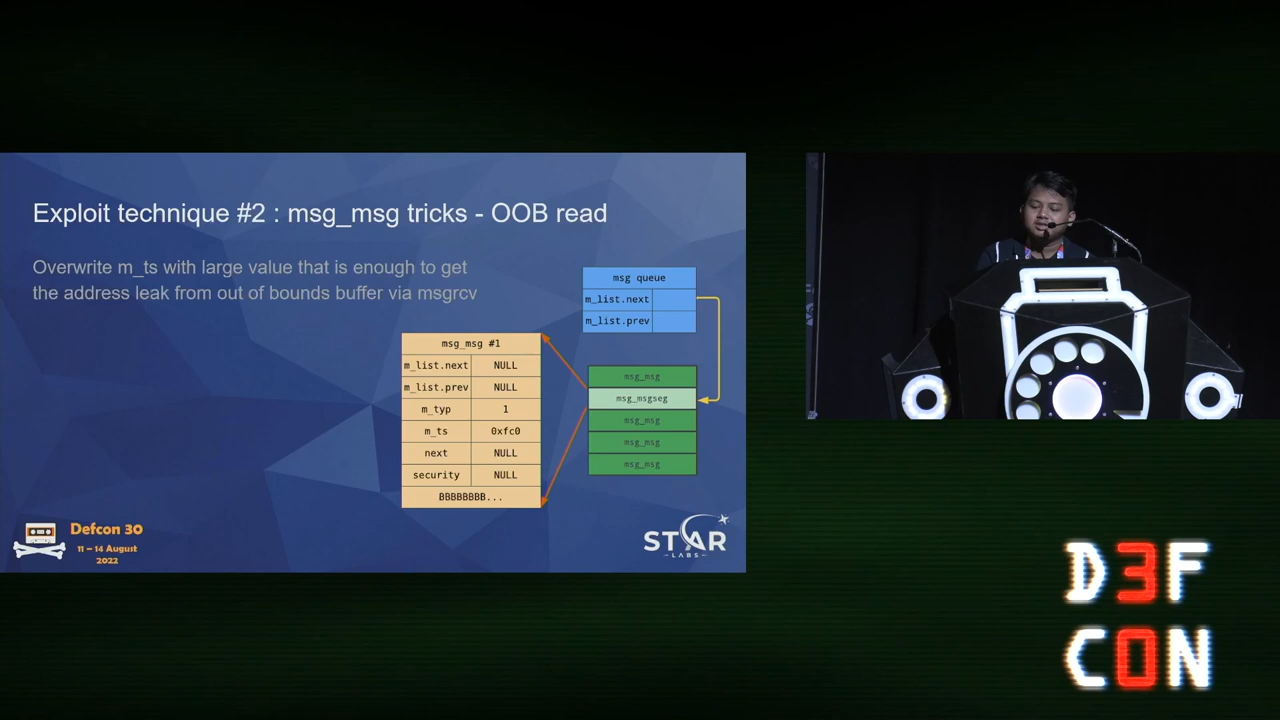 Exploit technique #2 : msg_msg tricks - OOB read
Overwrite m_ts with large value that is enough to get
the address leak from out of bounds buffer via msgrcv
msg queue
m_list.next
m_list.prev
msg_msg #1
m_list.next NULL
m_list.prev NULL
m_typ 1
m_ts 0xfc0
next NULL
security NULL
BBBBBBBB...
msg_msg
msg_msgseg
msg_msg
msg_msg
msg_msg
Defcon 30
11 – 14 August
2022
STAR
LABS
D3F
C0N